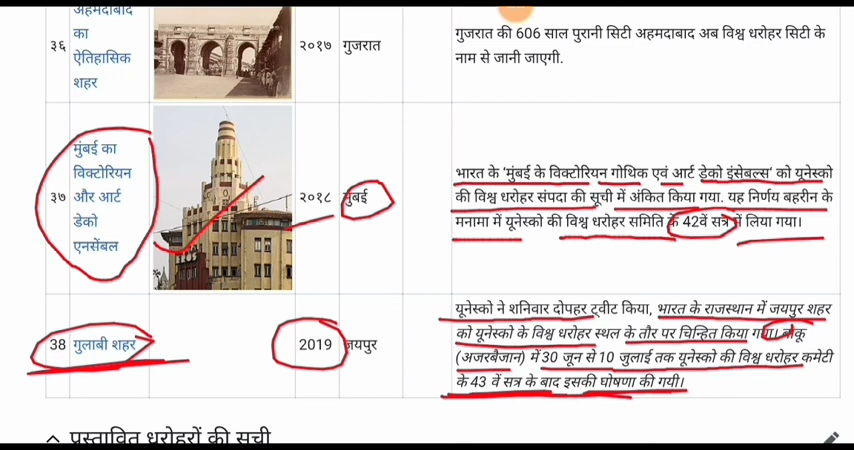 अहमदाबाद
का
३६
ऐतिहासिक
शहर
२०१७
गुजरात
गुजरात की 606 साल पुरानी सिटी अहमदाबाद अब विश्व धरोहर सिटी के
नाम से जानी जाएगी.
मुंबई का
विक्टोरियन
३७
और आर्ट
डेको
एनसेंबल
२०१८
मुंबई
भारत के 'मुंबई के विक्टोरियन गोथिक एवं आर्ट डेको इंसेबल्स' को यूनेस्को
की विश्व धरोहर संपदा की सूची में अंकित किया गया. यह निर्णय बहरीन के
मनामा में यूनेस्को की विश्व धरोहर समिति के 42वें सत्र में लिया गया।
38
गुलाबी शहर
2019
जयपुर
यूनेस्को ने शनिवार दोपहर ट्वीट किया, भारत के राजस्थान में जयपुर शहर
को यूनेस्को के विश्व धरोहर स्थल के तौर पर चिन्हित किया गया। बाकू
(अजरबैजान) में 30 जून से 10 जुलाई तक यूनेस्को की विश्व धरोहर कमेटी
के 43 वें सत्र के बाद इसकी घोषणा की गयी।
प्रस्तावित धरोहरों की सूची